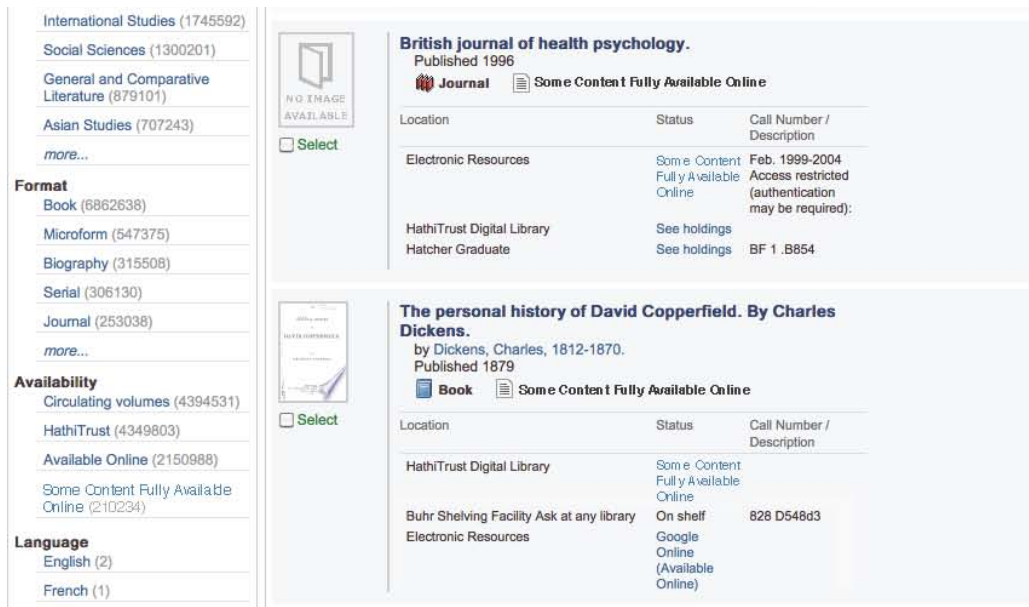 International Studies (1745592)
Social Sciences (1300201)
General and Comparative
Literature (879101)
Asian Studies (707243)
more...
Format
Book (6862638)
Microform (547375)
Biography (315508)
Serial (306130)
Journal (253038)
more...
Availability
Circulating volumes (4394531)
HathiTrust (4349803)
Available Online (2150988)
Some Content Fully Available
Online (210234)
Language
English (2)
French (1)
NO IMAGE
AVAILABLE
Select
British journal of health psychology.
Published 1996
Journal Some Content Fully Available Online
Location Status Call Number /
Description
Electronic Resources Some Content Feb. 1999-2004
Fully Available Access restricted
Online (authentication
may be required):
HathiTrust Digital Library See holdings
Hatcher Graduate See holdings BF 1 .B854
Select
The personal history of David Copperfield. By Charles
Dickens.
by Dickens, Charles, 1812-1870.
Published 1879
Book Some Content Fully Available Online
Location Status Call Number /
Description
HathiTrust Digital Library Some Content
Fully Available
Online
Buhr Shelving Facility Ask at any library On shelf 828 D548d3
Electronic Resources Google
Online
(Available
Online)